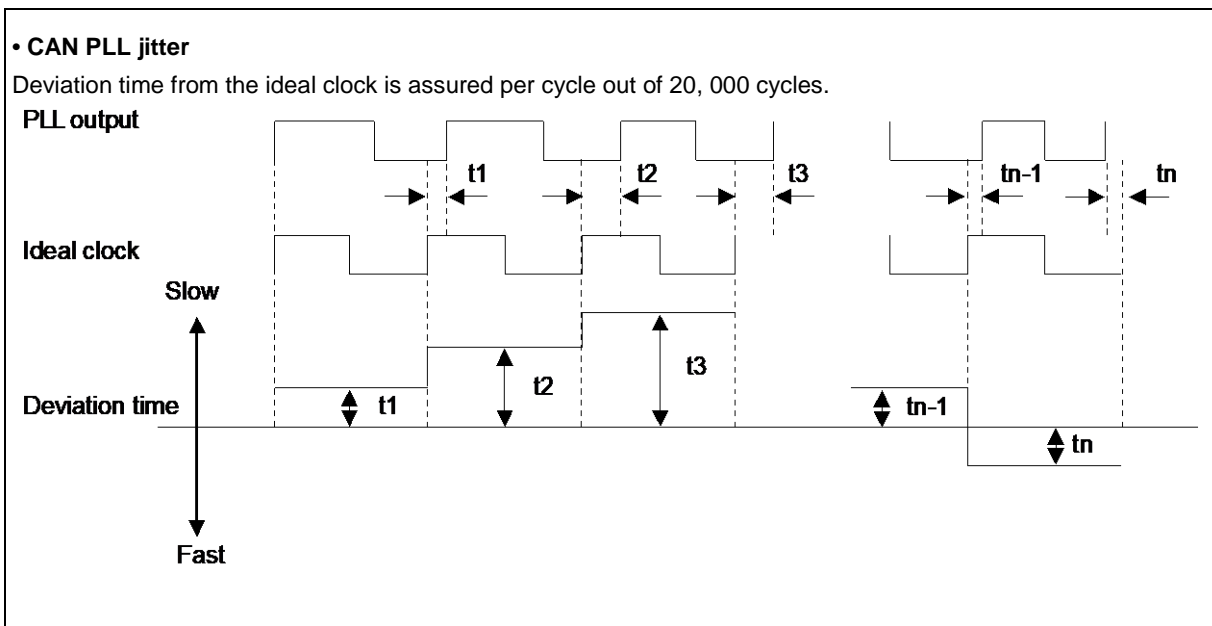 • CAN PLL jitter
Deviation time from the ideal clock is assured per cycle out of 20, 000 cycles.
PLL output
t1
t2
t3
tn-1
tn
Ideal clock
Slow
Deviation time
t1
t2
t3
tn-1
tn
Fast